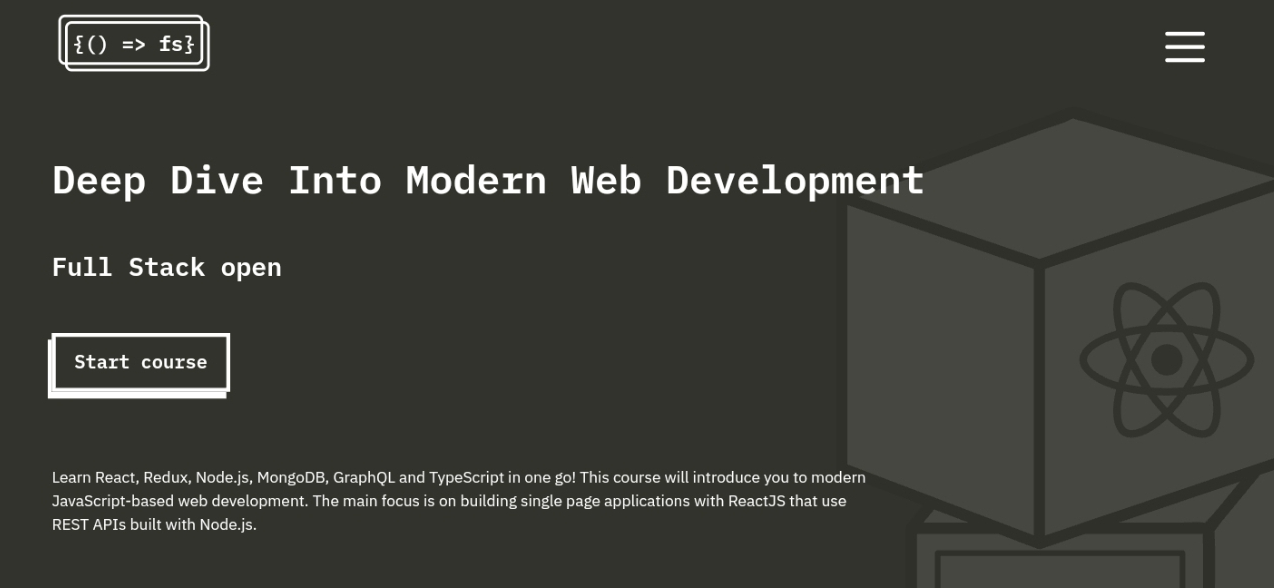 {() => fs}
Deep Dive Into Modern Web Development
Full Stack open
Start course
Learn React, Redux, Node.js, MongoDB, GraphQL and TypeScript in one go! This course will introduce you to modern
JavaScript-based web development. The main focus is on building single page applications with ReactJS that use
REST APIs built with Node.js.